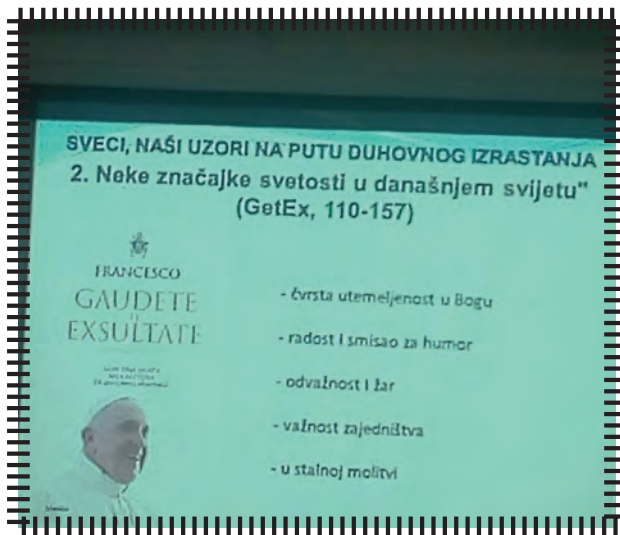 SVECI, NAŠI UZORI NA PUTU DUHOVNOG IZRASTANJA
2. Neke značajke svetosti u današnjem svijetu"
(GetEx, 110-157)
FRANCESCO
GAUDETE
ET
EXSULTATE
- čvrsta utemeljenost u Bogu
- radost i smisao za humor
- odvažnost i žar
- važnost zajedništva
- u stalnoj molitvi